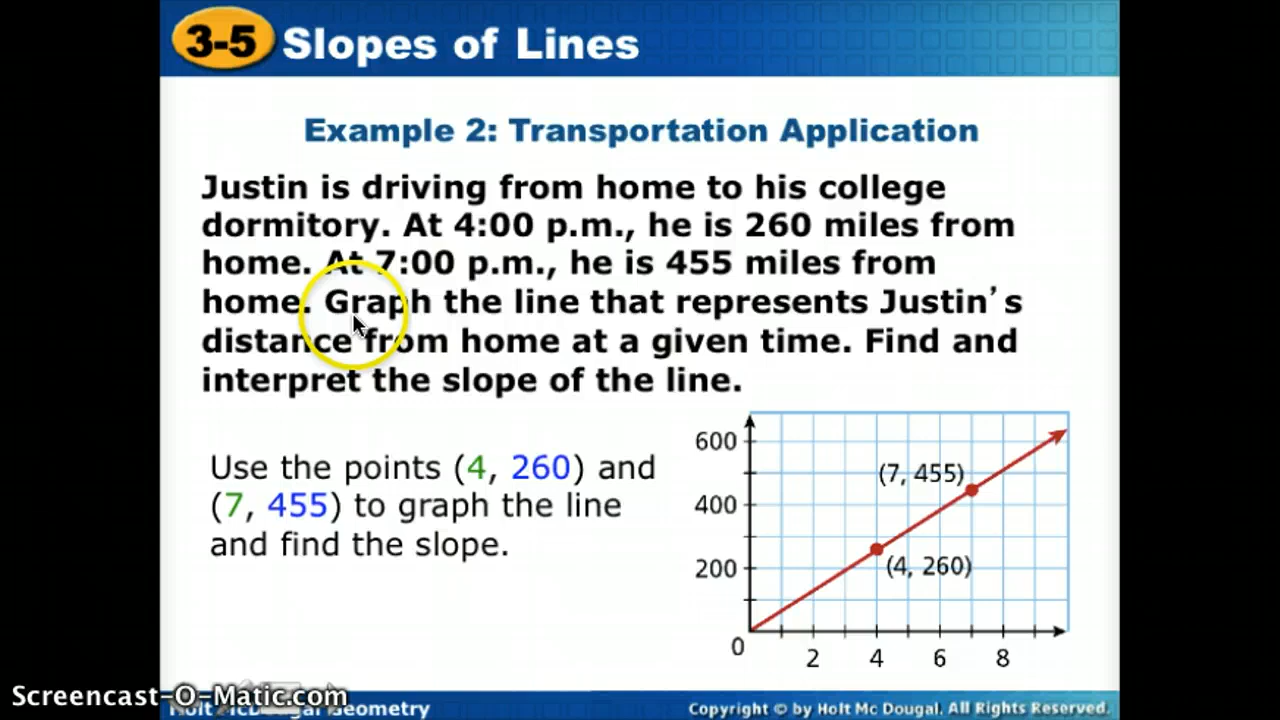 3-5 Slopes of Lines
Example 2: Transportation Application
Justin is driving from home to his college
dormitory. At 4:00 p.m., he is 260 miles from
home. At 7:00 p.m., he is 455 miles from
home. Graph the line that represents Justin’s
distance from home at a given time. Find and
interpret the slope of the line.
Use the points (4, 260) and
(7, 455) to graph the line
and find the slope.
600
(7, 455)
400
200
(4, 260)
0
2 4 6 8
Screencast-O-Matic.com
Holt McDougal Geometry
Copyright © by Holt Mc Dougal. All Rights Reserved.